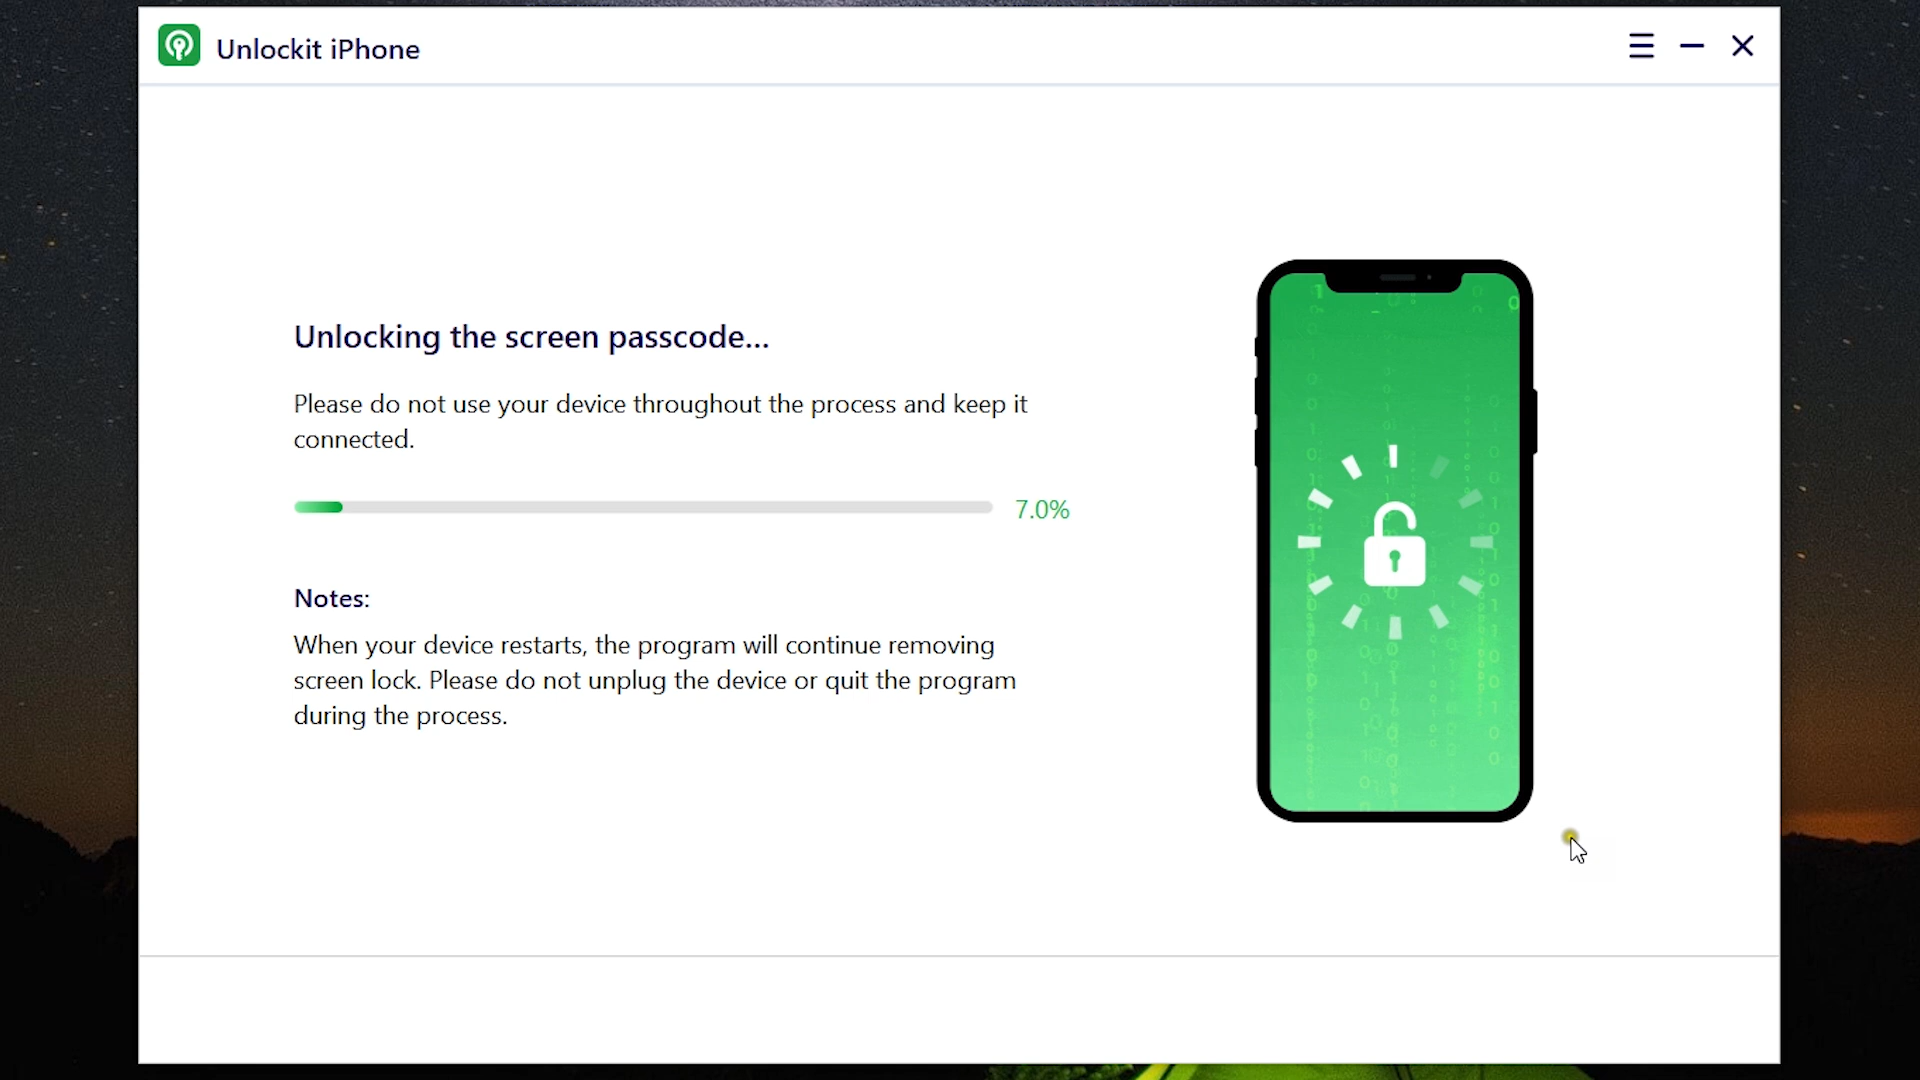 Unlockit iPhone
Unlocking the screen passcode...
Please do not use your device throughout the process and keep it
connected.
7.0%
Notes:
When your device restarts, the program will continue removing
screen lock. Please do not unplug the device or quit the program
during the process.